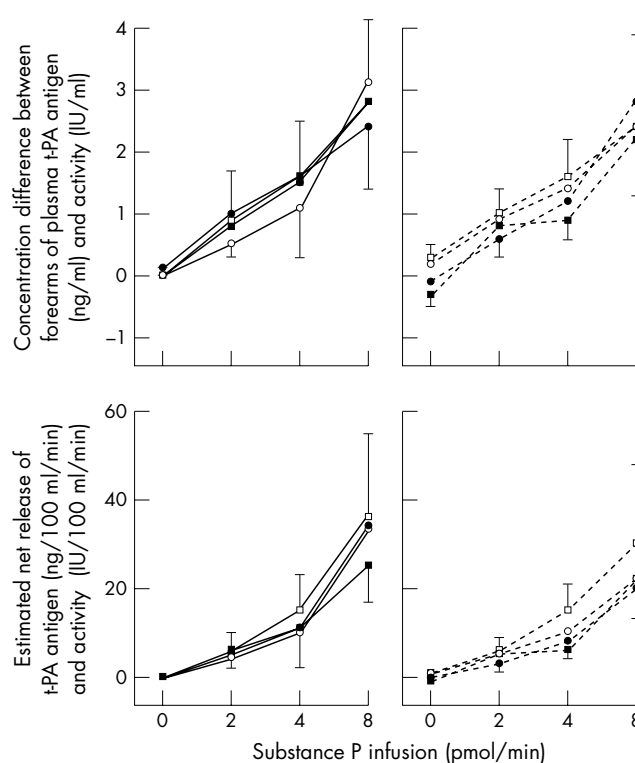 Concentration difference between
forearms of plasma t-PA antigen
(ng/ml) and activity (IU/ml)
4
3
2
1
0
–1
Estimated net release of
t-PA antigen (ng/100 ml/min)
and activity (IU/100 ml/min)
60
40
20
0
0 2 4 8 0 2 4 8
Substance P infusion (pmol/min)